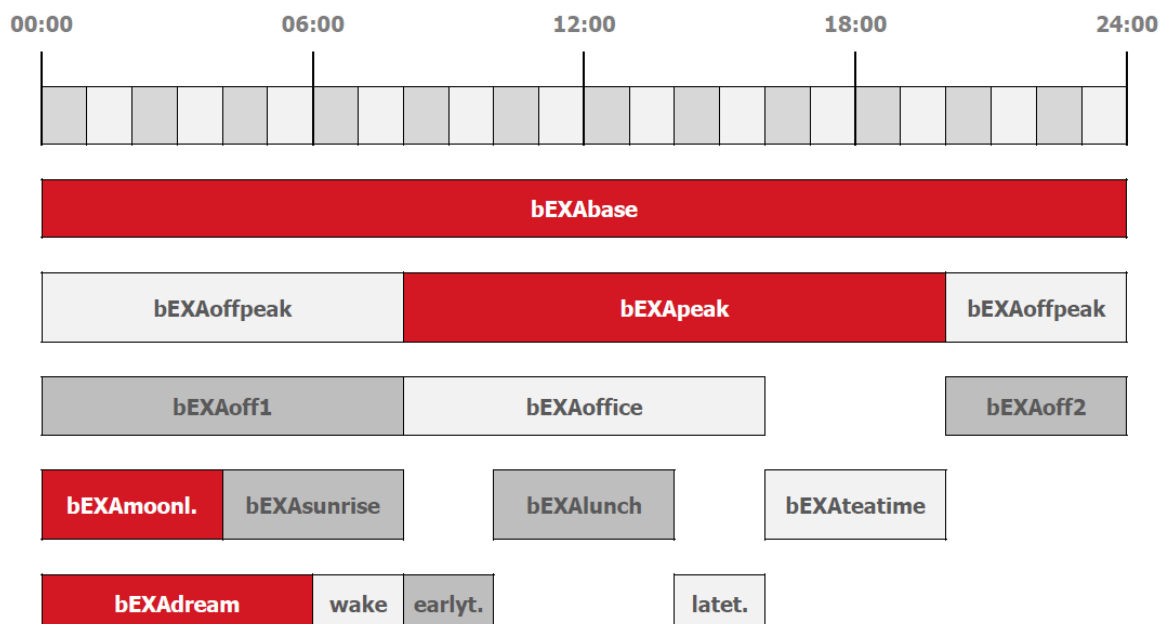 00:00 06:00 12:00 18:00 24:00
bEXAbase
bEXAoffpeak bEXApeak bEXAoffpeak
bEXAoff1 bEXAoffice bEXAoff2
bEXAmoonl. bEXAsunrise bEXAlunch bEXAteatime
bEXAdream wake earlyt. latet.